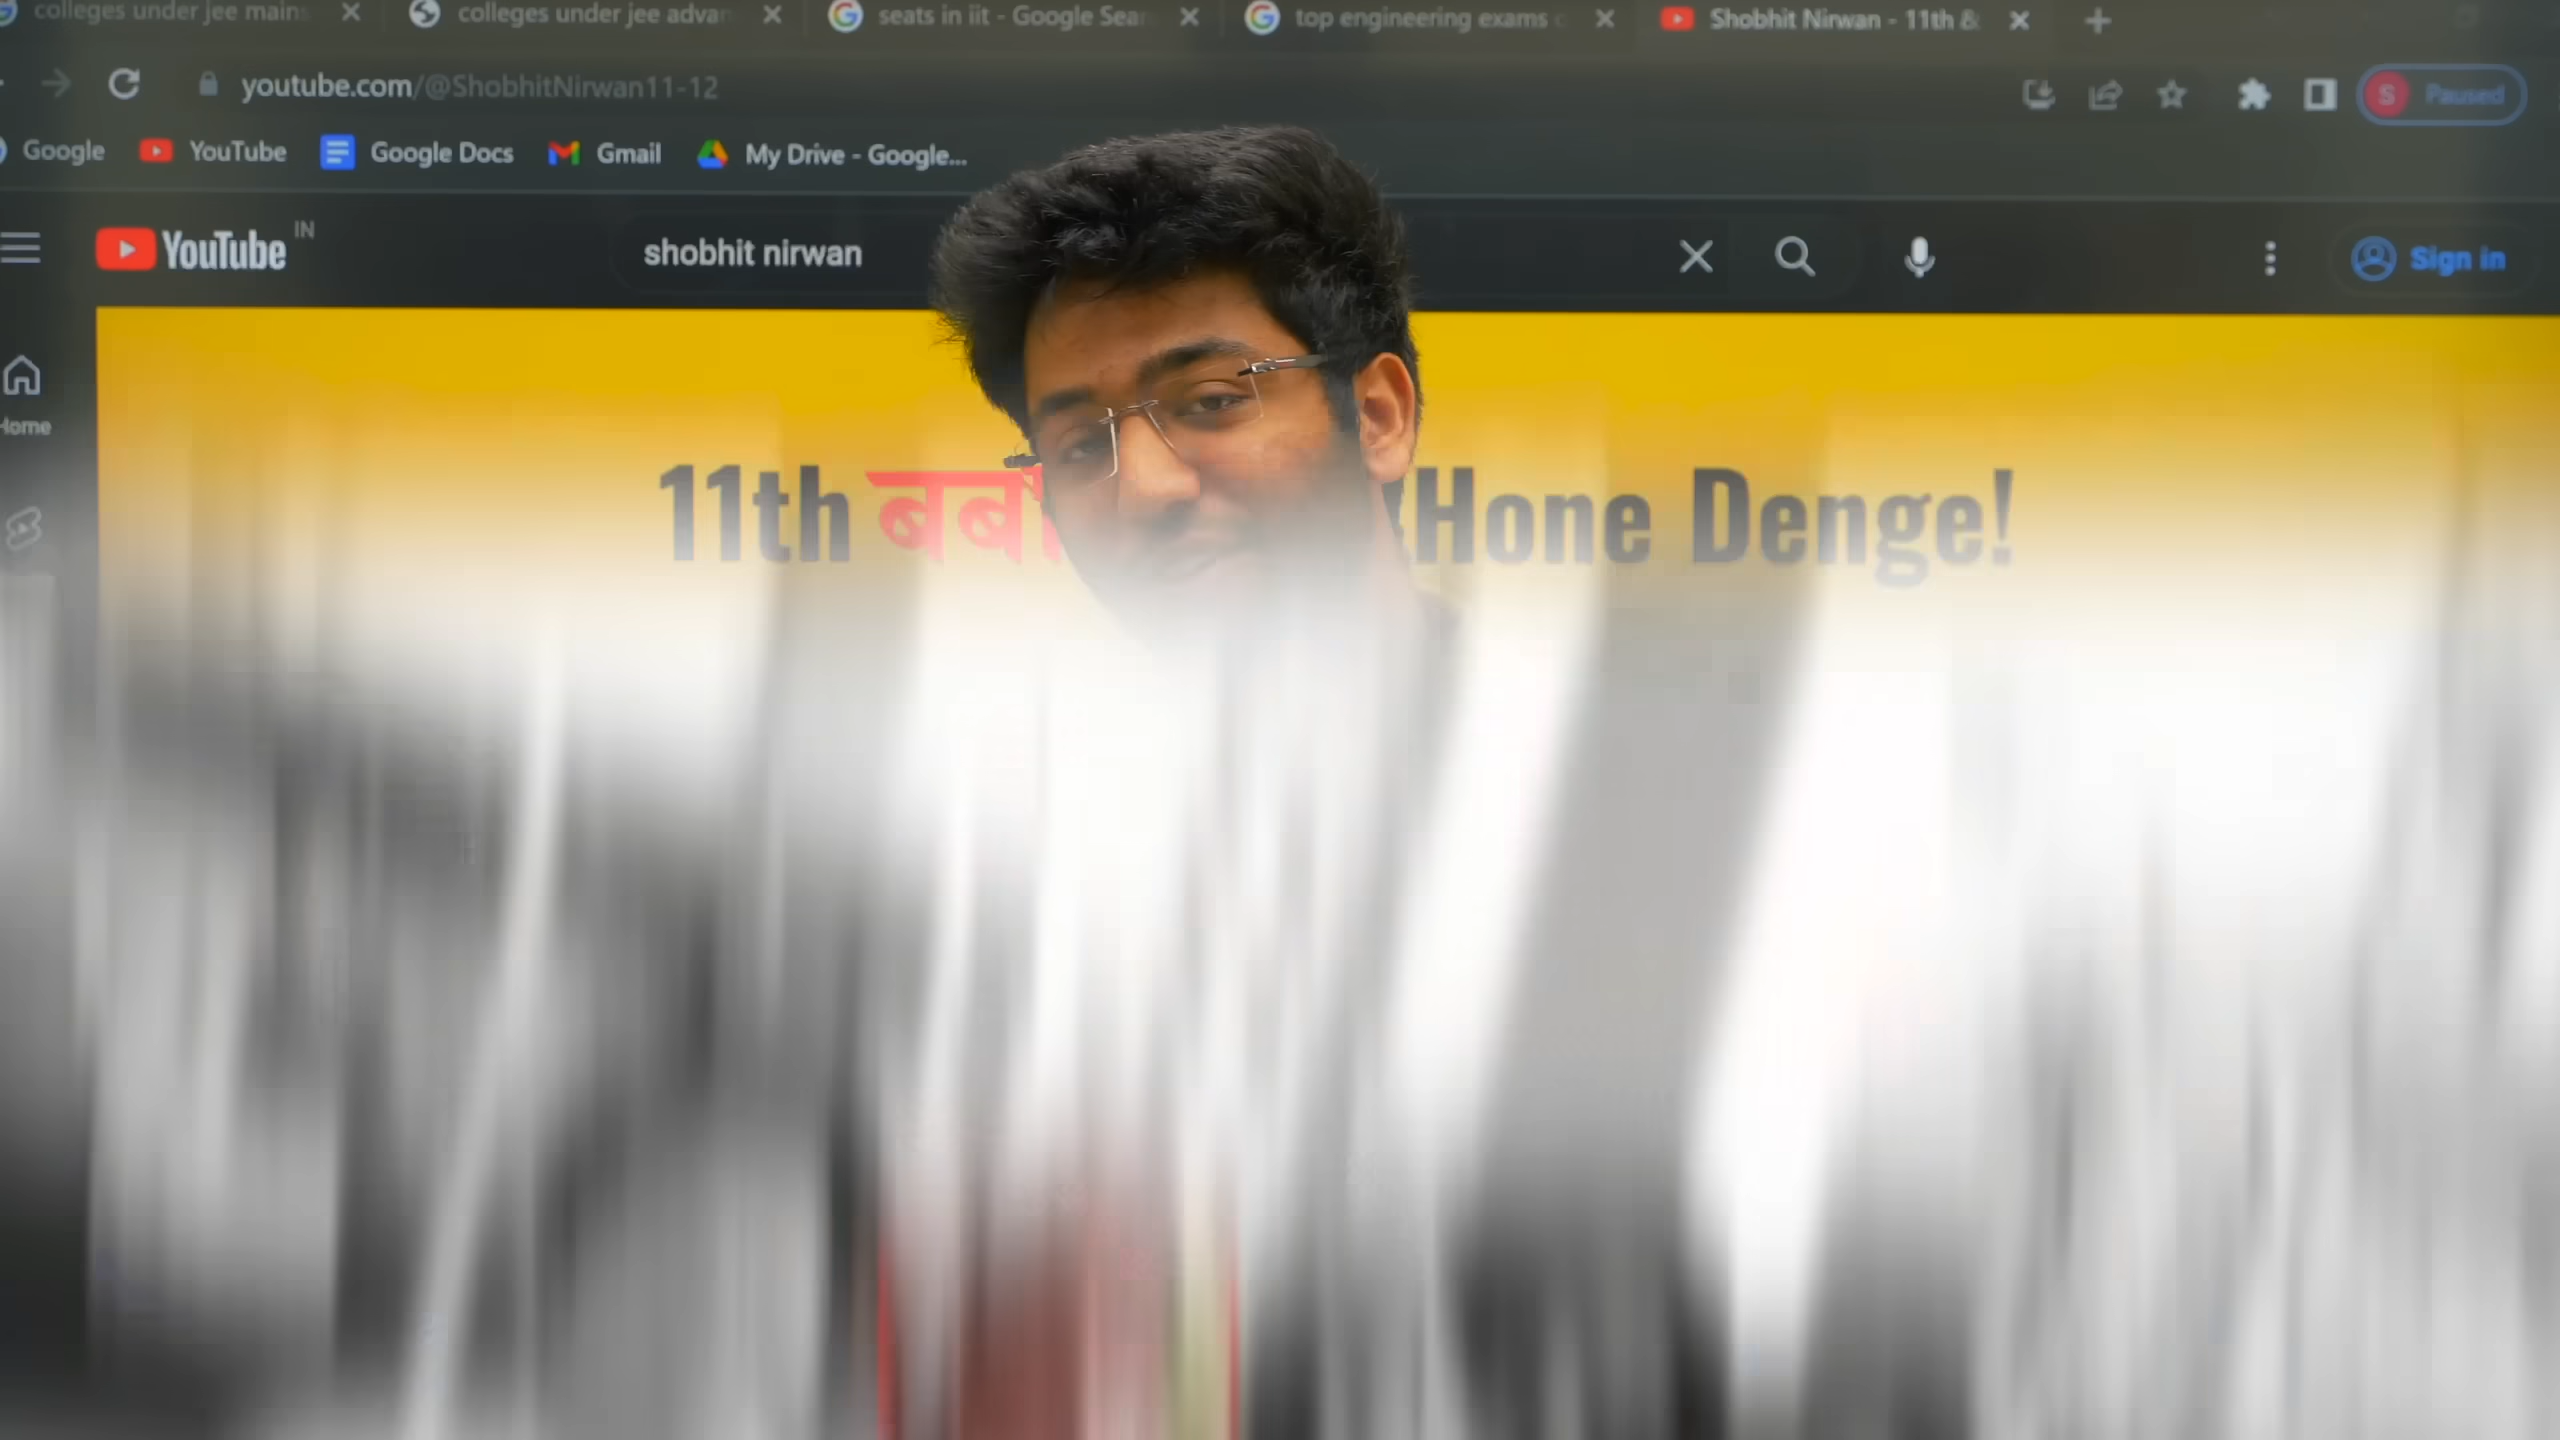 colleges under jee mains
colleges under jee advan
seats in iit - Google Sear
top engineering exams
Shobhit Nirwan - 11th &
youtube.com/@ShobhitNirwan11-12
S Paused
Google
YouTube
Google Docs
Gmail
My Drive - Google...
YouTube IN
shobhit nirwan
Sign in
Home
11th Hone Denge!